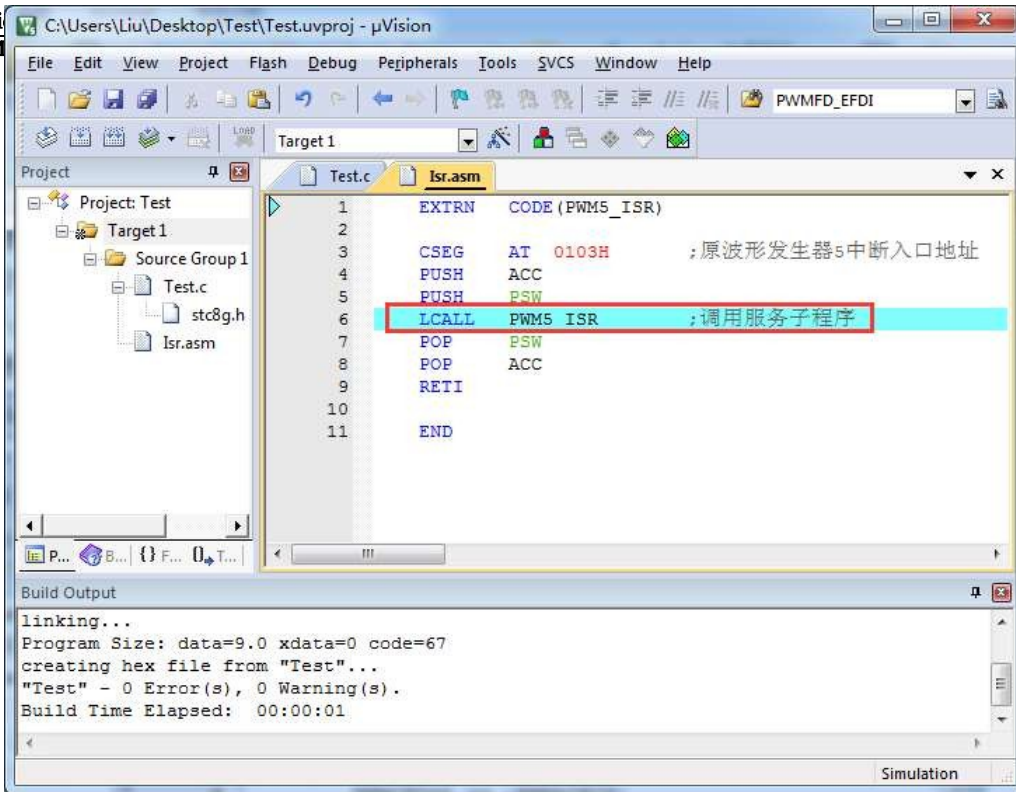 C:\Users\Liu\Desktop\Test\Test.uvproj - µVision
File Edit View Project Flash Debug Peripherals Tools SVCS Window Help
PWMFD_EFDI
LOAD Target 1
Project
Project: Test
Target 1
Source Group 1
Test.c
stc8g.h
Isr.asm
P... B... {} F... 0 T...
Test.c Isr.asm
1 EXTRN CODE(PWM5_ISR)
2
3 CSEG AT 0103H ;原波形发生器5中断入口地址
4 PUSH ACC
5 PUSH PSW
6 LCALL PWM5_ISR ;调用服务子程序
7 POP PSW
8 POP ACC
9 RETI
10
11 END
Build Output
linking...
Program Size: data=9.0 xdata=0 code=67
creating hex file from "Test"...
"Test" - 0 Error(s), 0 Warning(s).
Build Time Elapsed: 00:00:01
Simulation